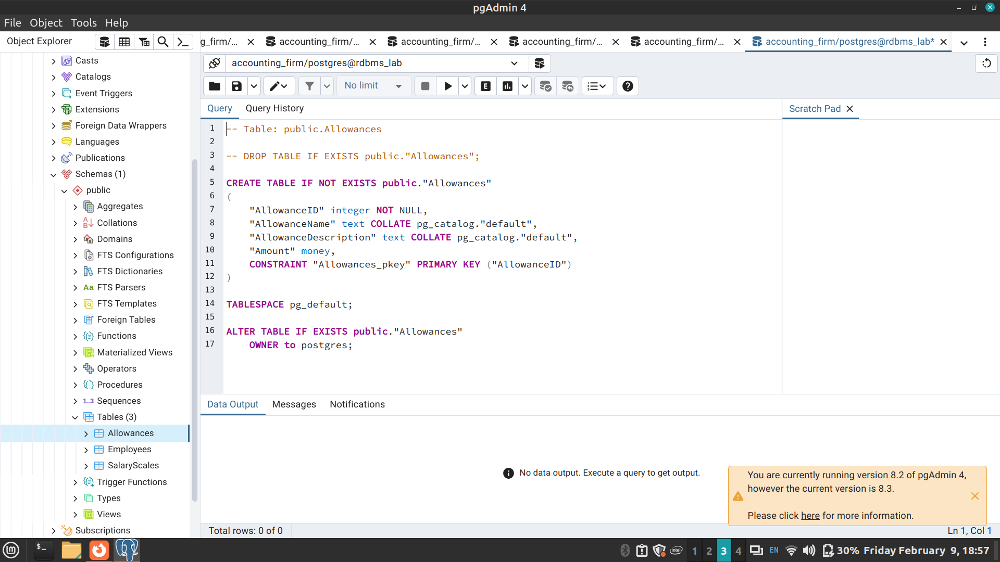 pgAdmin 4
File Object Tools Help
Object Explorer
g_firm/...
accounting_firm/...
accounting_firm/...
accounting_firm/...
accounting_firm/...
accounting_firm/postgres@rdbms_lab*
accounting_firm/postgres@rdbms_lab
No limit
E
Query Query History
Scratch Pad
1 -- Table: public.Allowances
2
3 -- DROP TABLE IF EXISTS public."Allowances";
4
5 CREATE TABLE IF NOT EXISTS public."Allowances"
6 (
7 "AllowanceID" integer NOT NULL,
8 "AllowanceName" text COLLATE pg_catalog."default",
9 "AllowanceDescription" text COLLATE pg_catalog."default",
10 "Amount" money,
11 CONSTRAINT "Allowances_pkey" PRIMARY KEY ("AllowanceID")
12 )
13
14 TABLESPACE pg_default;
15
16 ALTER TABLE IF EXISTS public."Allowances"
17 OWNER to postgres;
Casts
Catalogs
Event Triggers
Extensions
Foreign Data Wrappers
Languages
Publications
Schemas (1)
public
Aggregates
Collations
Domains
FTS Configurations
FTS Dictionaries
Aa FTS Parsers
FTS Templates
Foreign Tables
Functions
Materialized Views
Operators
Procedures
1..3 Sequences
Tables (3)
Allowances
Employees
SalaryScales
Trigger Functions
Types
Views
Subscriptions
Data Output Messages Notifications
No data output. Execute a query to get output.
You are currently running version 8.2 of pgAdmin 4,
however the current version is 8.3.
Please click here for more information.
Total rows: 0 of 0
Ln 1, Col 1
intel 1 2 3 4 EN 30% Friday February 9, 18:57